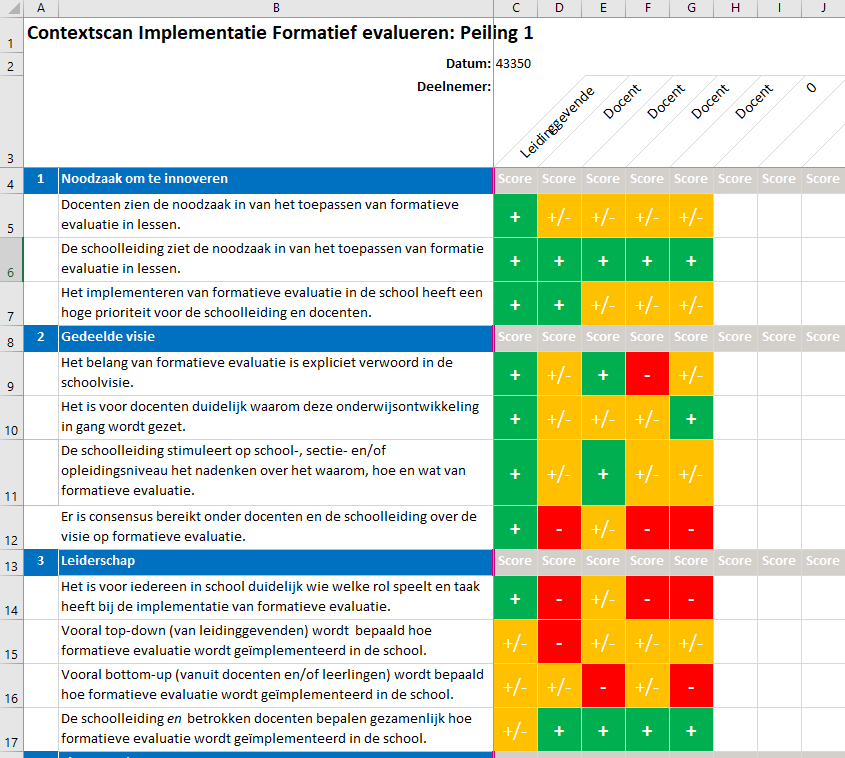 A B C D E F G H I J
1 Contextscan Implementatie Formatief evalueren: Peiling 1
2 Datum: 43350
Deelnemer:
3 Leidinggevende Docent Docent Docent Docent 0
4 1 Noodzaak om te innoveren Score Score Score Score Score Score Score Score
Docenten zien de noodzaak in van het toepassen van formatieve
5 evaluatie in lessen. + +/- +/- +/- +/-
De schoolleiding ziet de noodzaak in van het toepassen van formatie
6 evaluatie in lessen. + + + + +
Het implementeren van formatieve evaluatie in de school heeft een
7 hoge prioriteit voor de schoolleiding en docenten. + + +/- +/- +/-
8 2 Gedeelde visie Score Score Score Score Score Score Score Score
Het belang van formatieve evaluatie is expliciet verwoord in de
9 schoolvisie. + +/- + - +/-
Het is voor docenten duidelijk waarom deze onderwijsontwikkeling
10 in gang wordt gezet. + +/- +/- +/- +
De schoolleiding stimuleert op school-, sectie- en/of
opleidingsniveau het nadenken over het waarom, hoe en wat van
11 formatieve evaluatie. + +/- + +/- +/-
Er is consensus bereikt onder docenten en de schoolleiding over de
12 visie op formatieve evaluatie. + - +/- - -
13 3 Leiderschap Score Score Score Score Score Score Score Score
Het is voor iedereen in school duidelijk wie welke rol speelt en taak
14 heeft bij de implementatie van formatieve evaluatie. + - +/- - -
Vooral top-down (van leidinggevenden) wordt bepaald hoe
15 formatieve evaluatie wordt geïmplementeerd in de school. +/- - +/- +/- +/-
Vooral bottom-up (vanuit docenten en/of leerlingen) wordt bepaald
16 hoe formatieve evaluatie wordt geïmplementeerd in de school. +/- +/- - +/- -
De schoolleiding en betrokken docenten bepalen gezamenlijk hoe
17 formatieve evaluatie wordt geïmplementeerd in de school. +/- + + + +